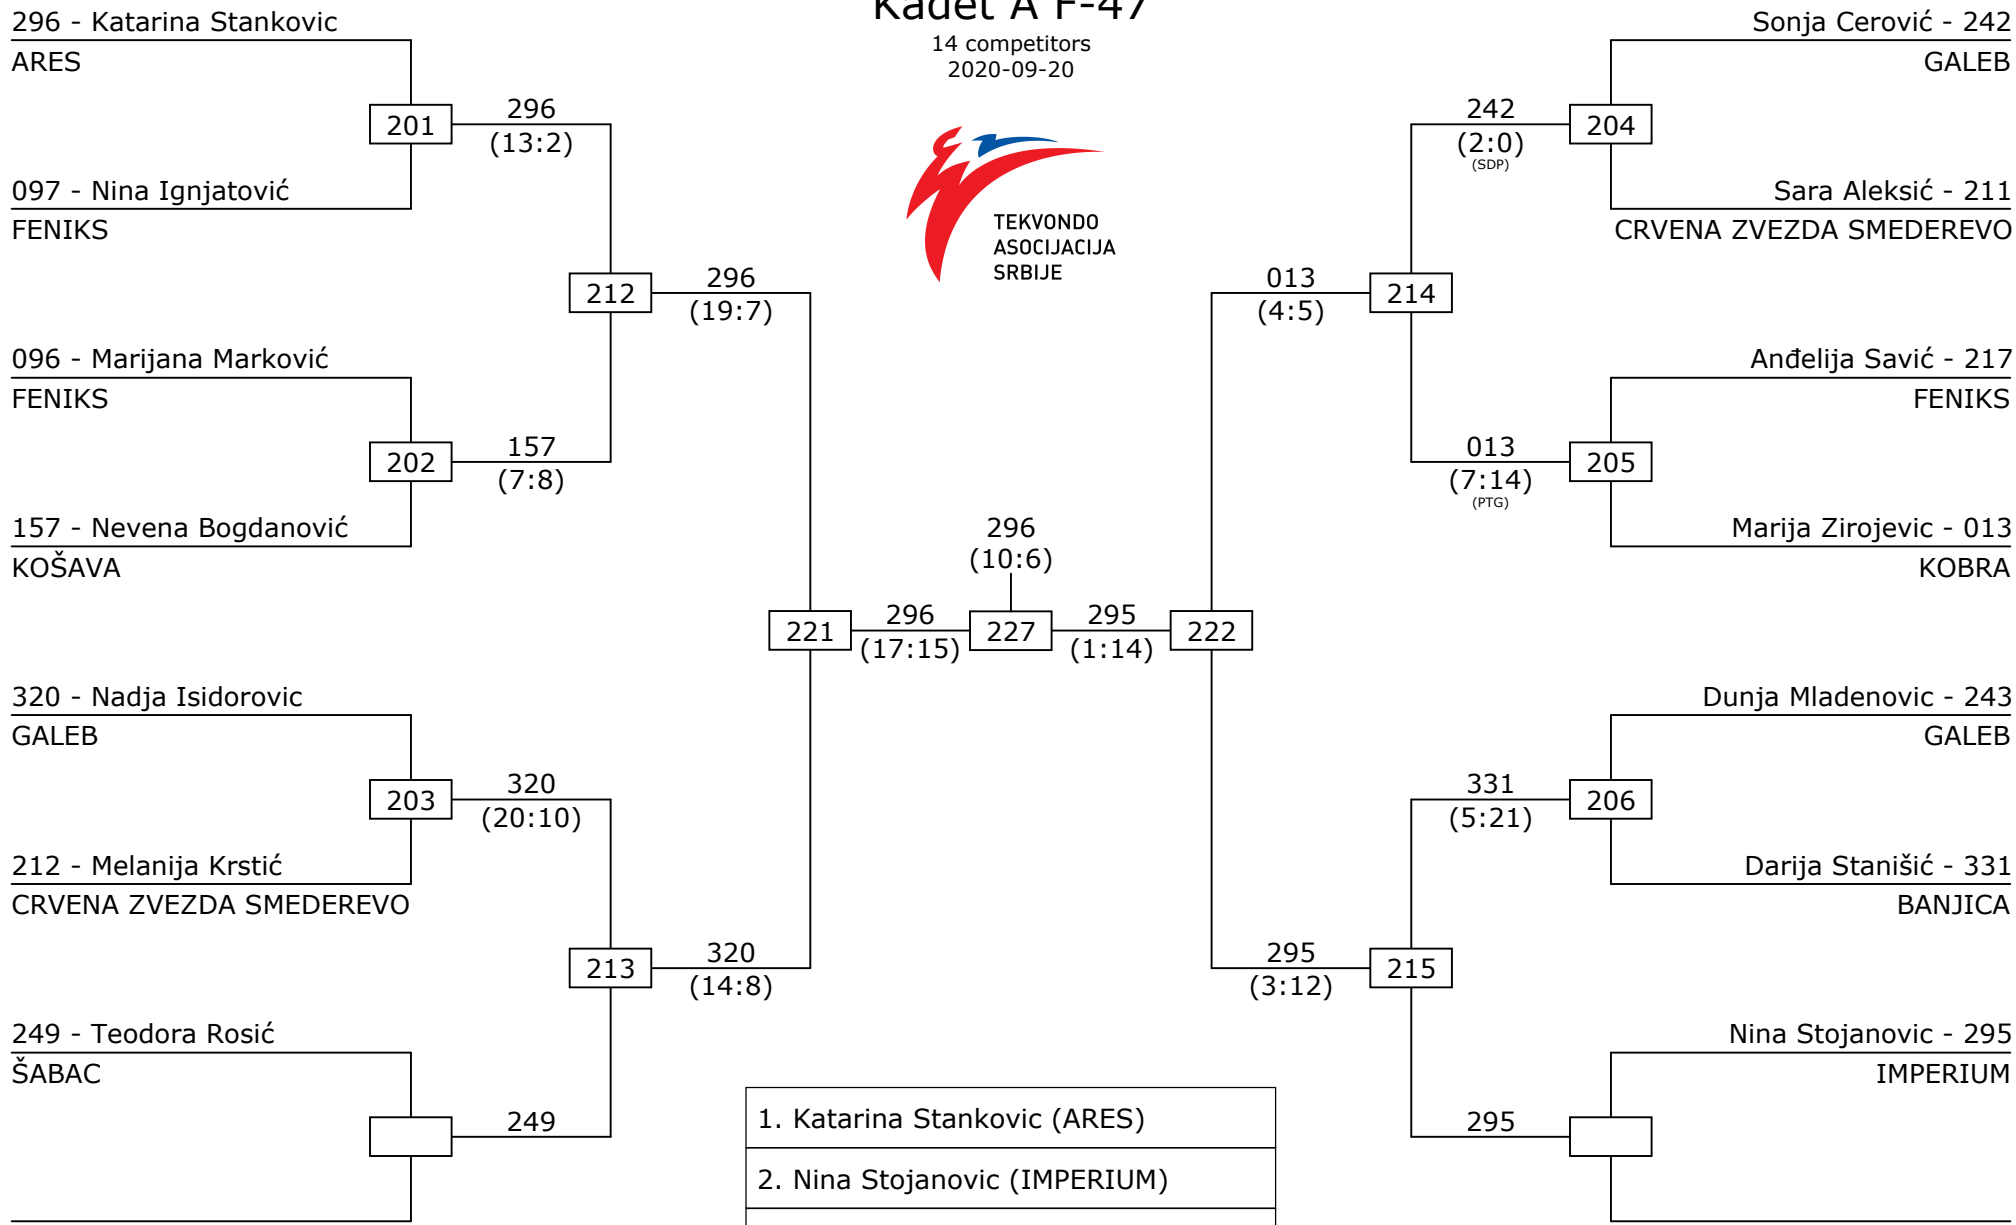 Kadet A F-47
14 competitors
2020-09-20
TEKVONDO
ASOCIJACIJA
SRBIJE
296 - Katarina Stankovic
ARES
201
296
(13:2)
097 - Nina Ignjatović
FENIKS
212
296
(19:7)
096 - Marijana Marković
FENIKS
202
157
(7:8)
157 - Nevena Bogdanović
KOŠAVA
221
296
(17:15)
320 - Nadja Isidorovic
GALEB
203
320
(20:10)
212 - Melanija Krstić
CRVENA ZVEZDA SMEDEREVO
213
320
(14:8)
249 - Teodora Rosić
ŠABAC
249
296
(10:6)
227
Sonja Cerović - 242
GALEB
242
(2:0)
(SDP)
204
Sara Aleksić - 211
CRVENA ZVEZDA SMEDEREVO
013
(4:5)
214
Anđelija Savić - 217
FENIKS
013
(7:14)
(PTG)
205
Marija Zirojevic - 013
KOBRA
295
(1:14)
222
Dunja Mladenovic - 243
GALEB
331
(5:21)
206
Darija Stanišić - 331
BANJICA
295
(3:12)
215
Nina Stojanovic - 295
IMPERIUM
295
1. Katarina Stankovic (ARES)
2. Nina Stojanovic (IMPERIUM)